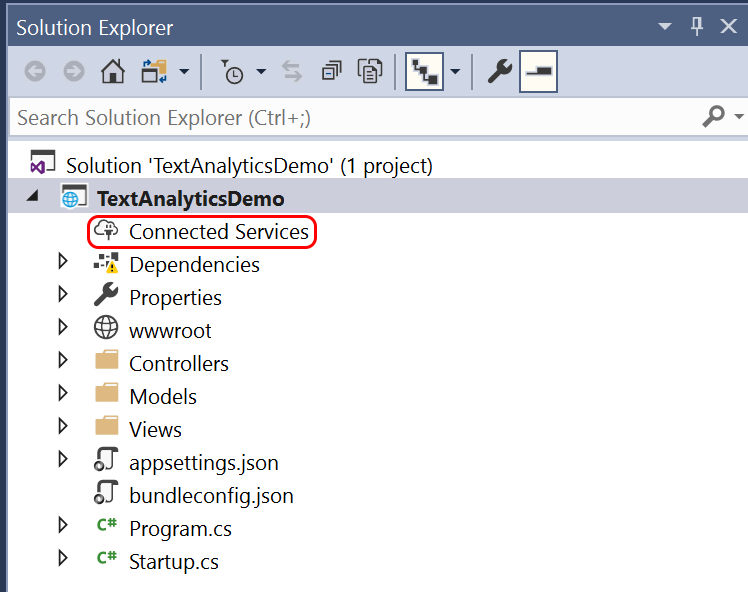 Solution Explorer
Search Solution Explorer (Ctrl+;)
Solution 'TextAnalyticsDemo' (1 project)
TextAnalyticsDemo
Connected Services
Dependencies
Properties
wwwroot
Controllers
Models
Views
appsettings.json
bundleconfig.json
C# Program.cs
C# Startup.cs